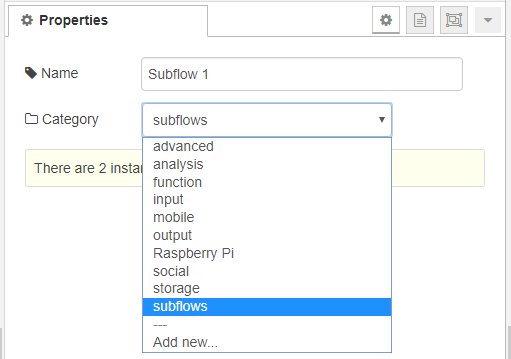 Properties
Name
Subflow 1
Category
subflows
There are 2
advanced
analysis
function
input
mobile
output
Raspberry Pi
social
storage
subflows
---
Add new...